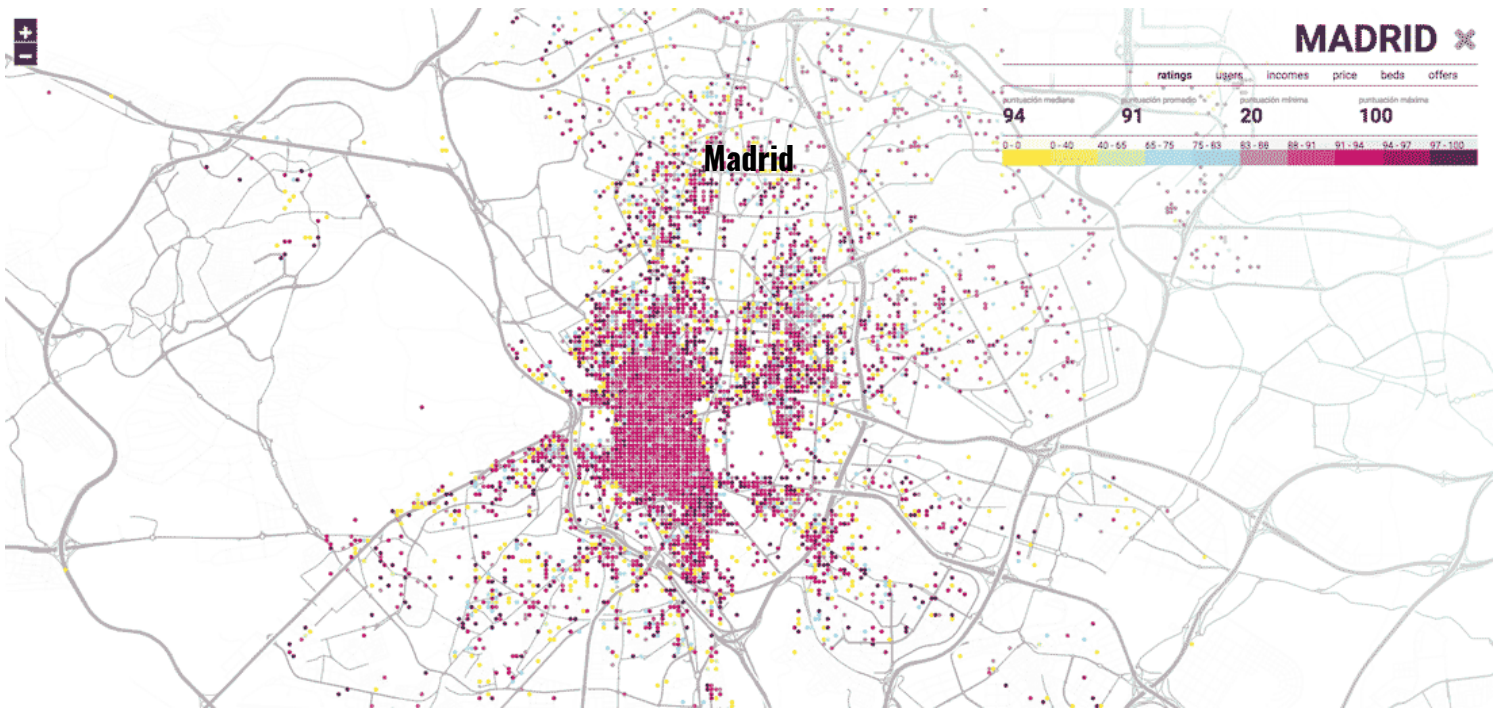 +
MADRID
−
ratings users incomes price beds offers
puntuación mediana puntuación promedio puntuación mínima puntuación máxima
94 91 20 100
0 - 0 0 - 40 40 - 65 65 - 75 75 - 83 83 - 88 88 - 91 91 - 94 94 - 97 97 - 100
Madrid